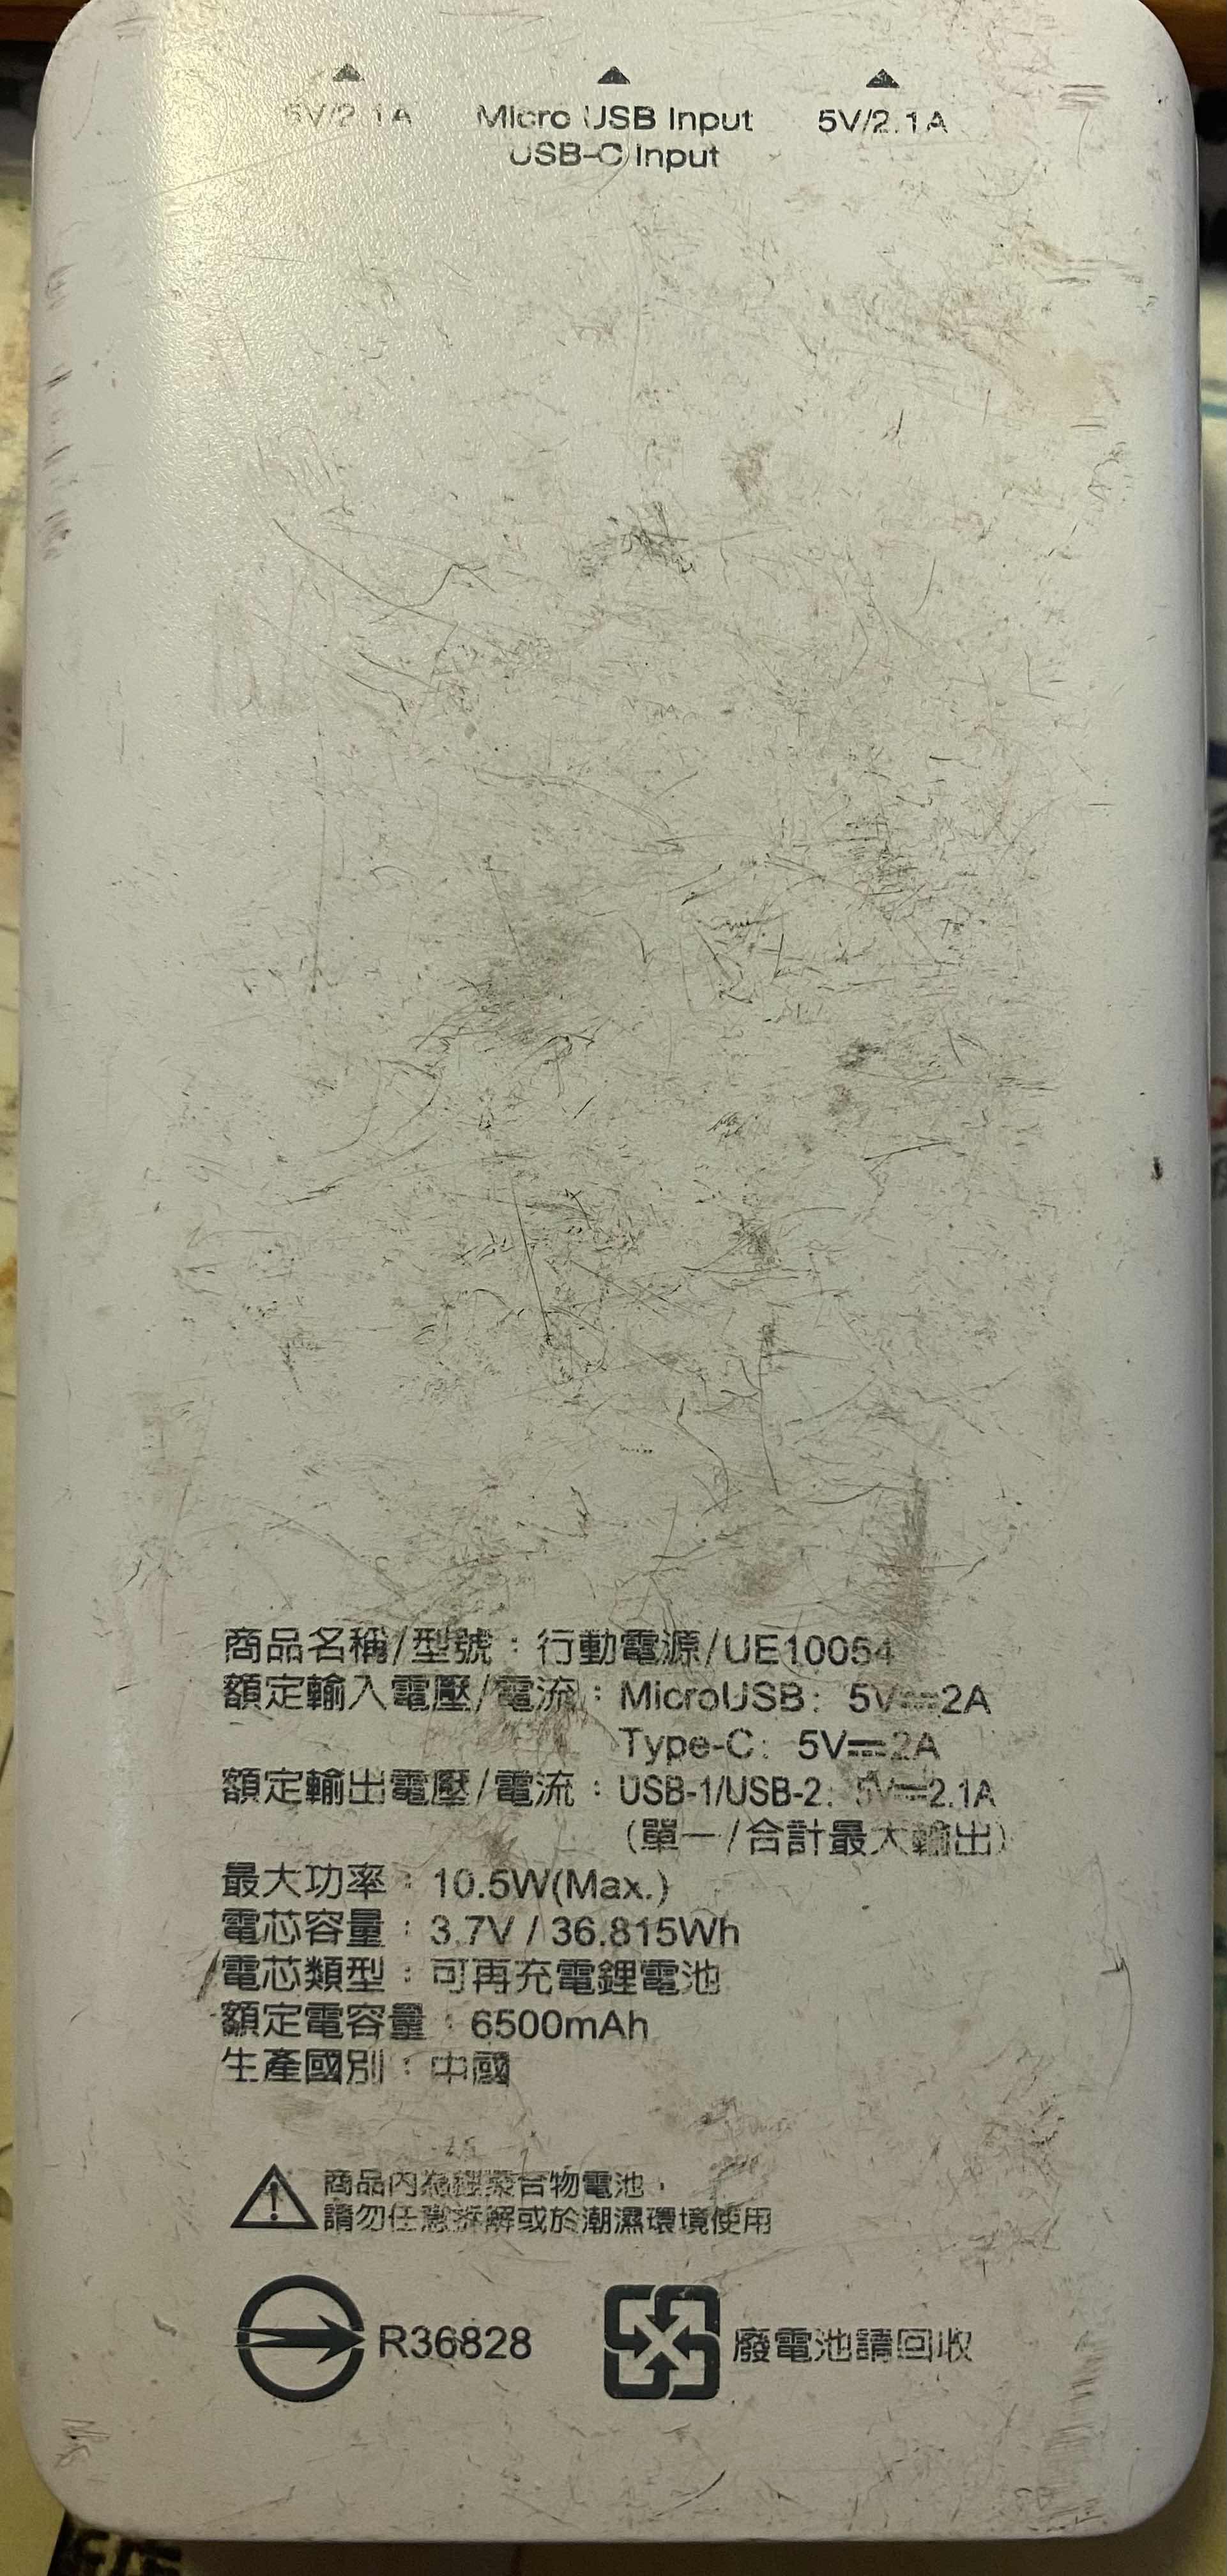 5V/2.1A
Micro USB Input
USB-C Input
5V/2.1A
商品名稱/型號：行動電源/UE10054
額定輸入電壓/電流：MicroUSB: 5V⎓2A
Type-C: 5V⎓2A
額定輸出電壓/電流：USB-1/USB-2: 5V⎓2.1A
(單一/合計最大輸出)
最大功率：10.5W(Max.)
電芯容量：3.7V / 36.815Wh
電芯類型：可再充電鋰電池
額定電容量：6500mAh
生產國別：中國
商品內為鋰聚合物電池，
請勿任意拆解或於潮濕環境使用
R36828
廢電池請回收